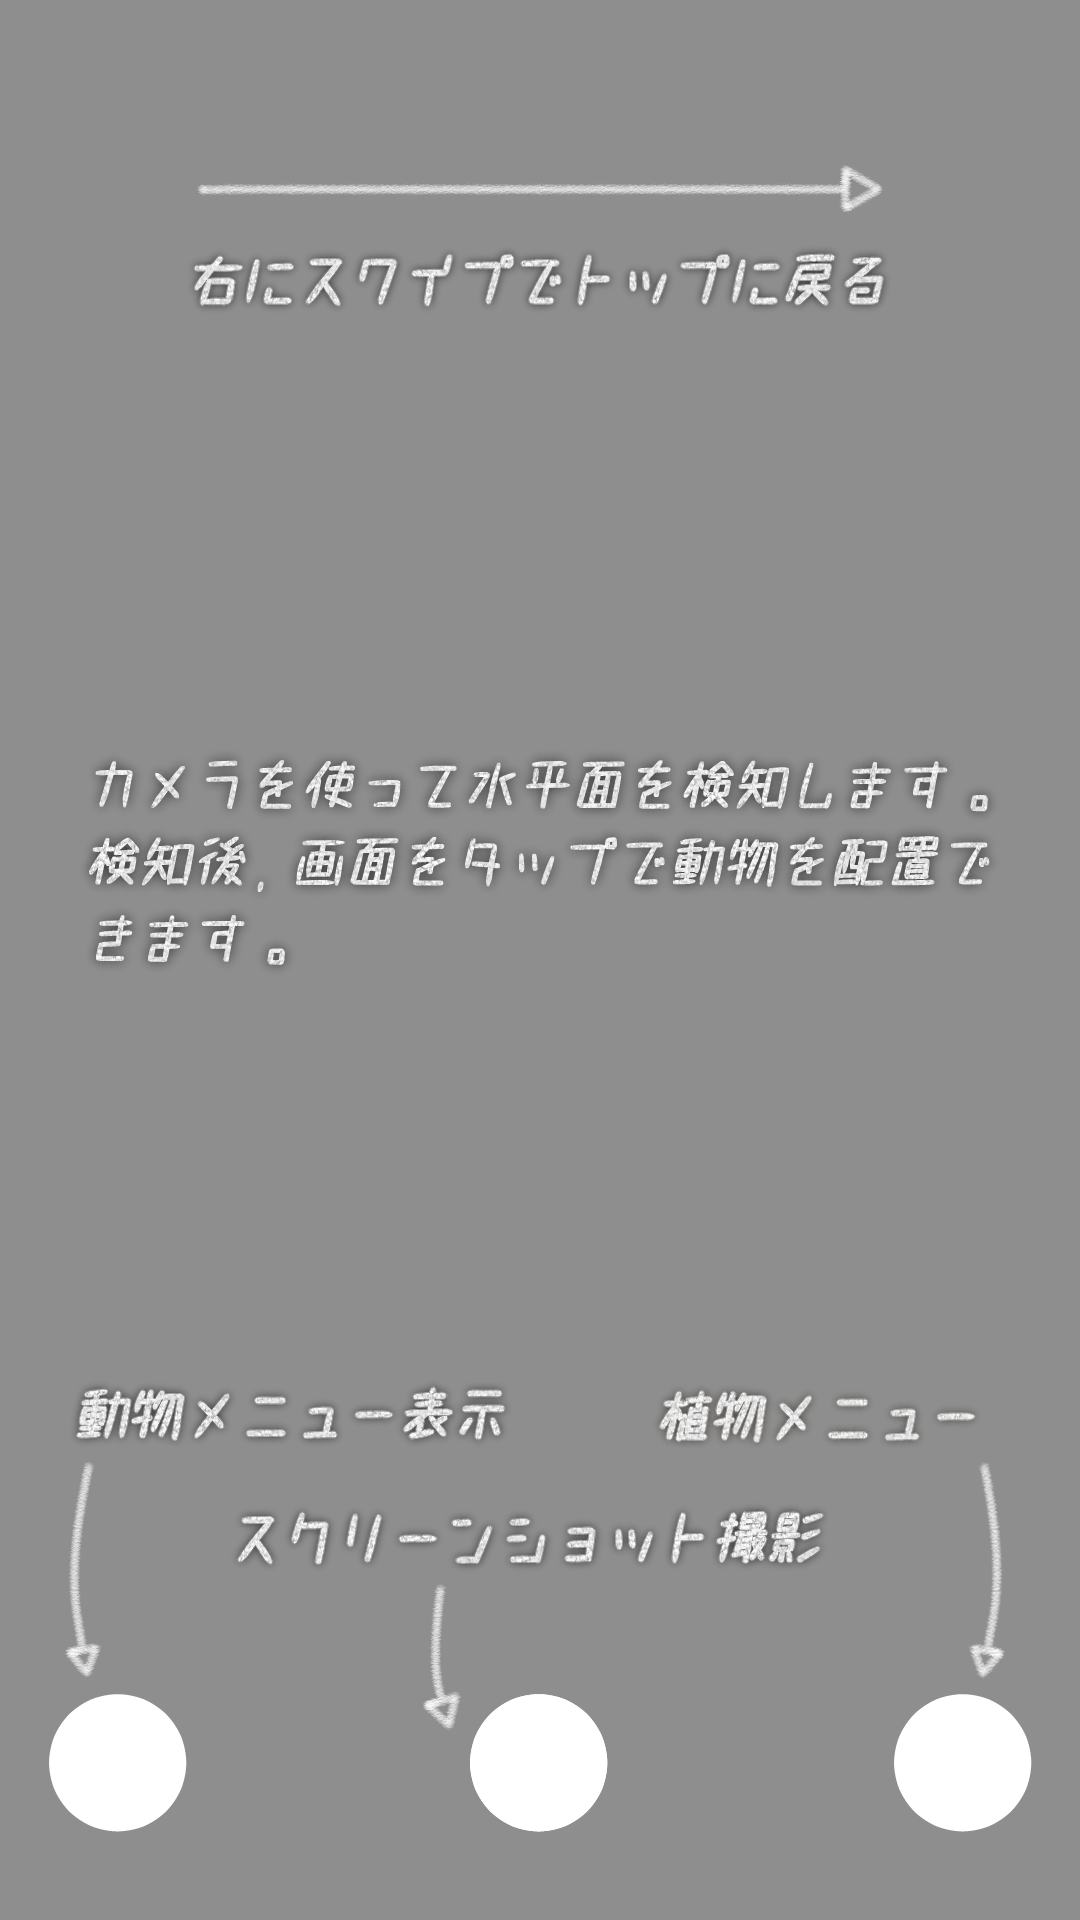 右にスワイプでトップに戻る
カメラを使って水平面を検知します。
検知後, 画面をタップで動物を配置で
きます。
動物メニュー表示
植物メニュー
スクリーンショット撮影